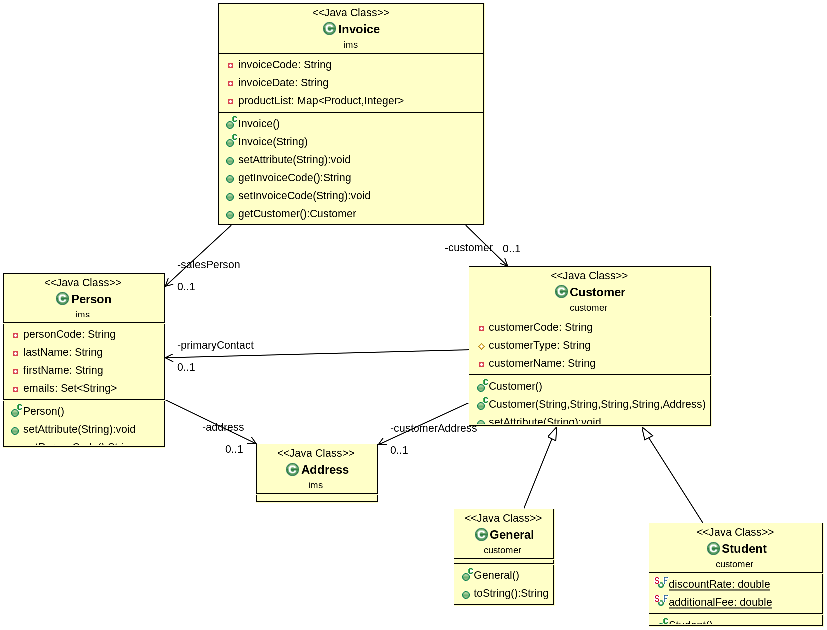 <<Java Class>>
Invoice
ims
invoiceCode: String
invoiceDate: String
productList: Map<Product,Integer>
Invoice()
Invoice(String)
setAttribute(String):void
getInvoiceCode():String
setInvoiceCode(String):void
getCustomer():Customer
-salesPerson
0..1
-customer 0..1
<<Java Class>>
Person
ims
personCode: String
lastName: String
firstName: String
emails: Set<String>
Person()
setAttribute(String):void
<<Java Class>>
Customer
customer
customerCode: String
customerType: String
customerName: String
Customer()
Customer(String,String,String,String,Address)
setAttribute(String):void
-primaryContact
0..1
-address
0..1
-customerAddress
0..1
<<Java Class>>
Address
ims
<<Java Class>>
General
customer
General()
toString():String
<<Java Class>>
Student
customer
discountRate: double
additionalFee: double
Student()